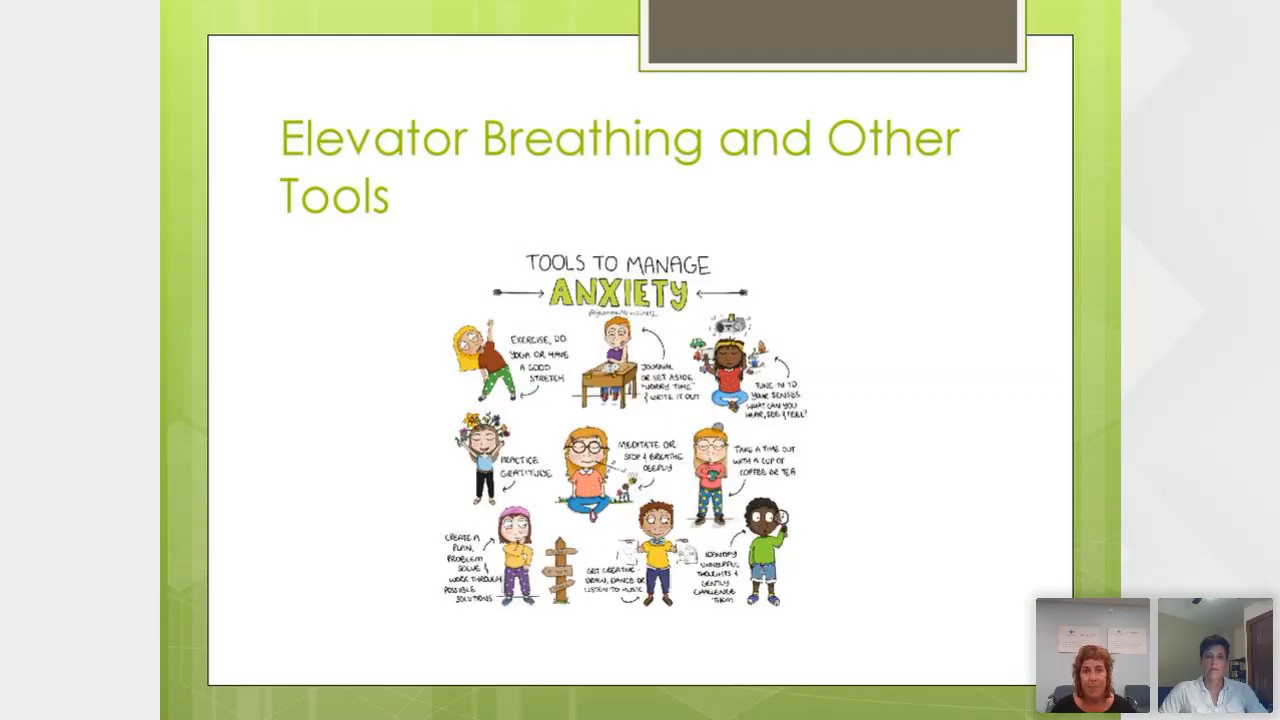 Elevator Breathing and Other
Tools
TOOLS TO MANAGE
ANXIETY
EXERCISE, DO
YOGA OR HAVE
A GOOD
STRETCH
JOURNAL
OR SET ASIDE
"WORRY TIME"
& WRITE IT OUT
TUNE IN TO
YOUR SENSES.
WHAT CAN YOU
HEAR, SEE & FEEL?
PRACTICE
GRATITUDE
MEDITATE OR
STOP & BREATHE
DEEPLY
TAKE A TIME OUT
WITH A CUP OF
COFFEE OR TEA
CREATE A
PLAN,
PROBLEM
SOLVE &
WORK THROUGH
POSSIBLE
SOLUTIONS
GET CREATIVE -
DRAW, DANCE OR
LISTEN TO MUSIC
IDENTIFY
UNHELPFUL
THOUGHTS &
GENTLY
CHALLENGE
THEM